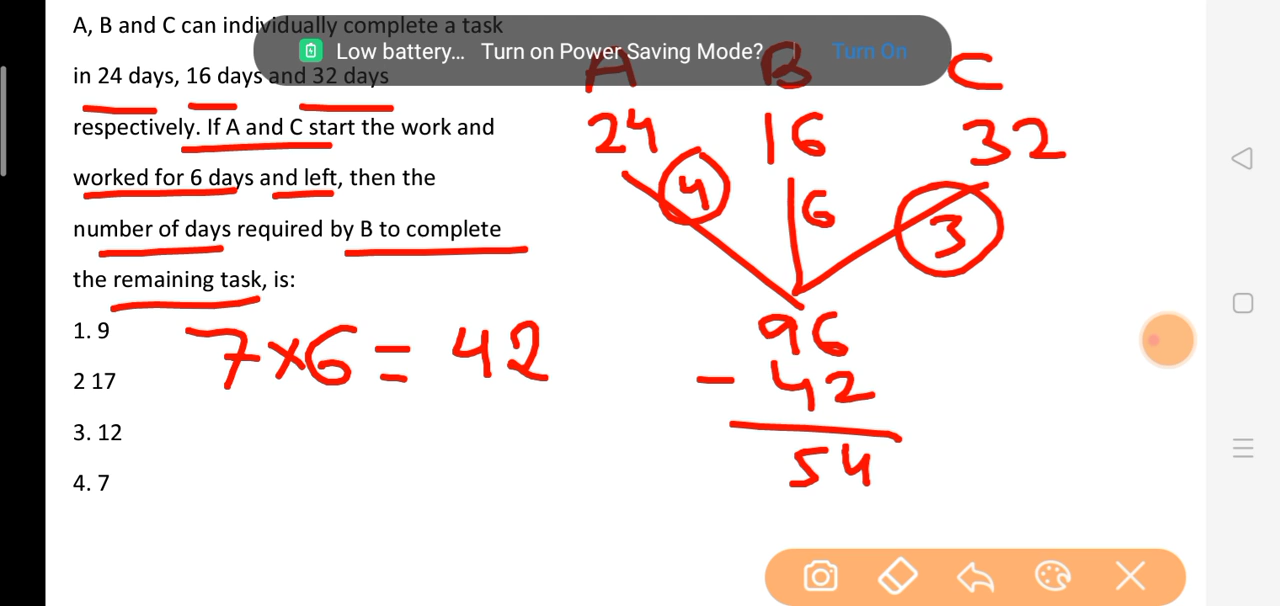 A, B and C can individually complete a task
Low battery... Turn on Power Saving Mode? Turn On
in 24 days, 16 days and 32 days
respectively. If A and C start the work and
worked for 6 days and left, then the
number of days required by B to complete
the remaining task, is:
1. 9
2 17
3. 12
4. 7
7×6 = 42
A B C
24 16 32
4 6 3
96
- 42
54